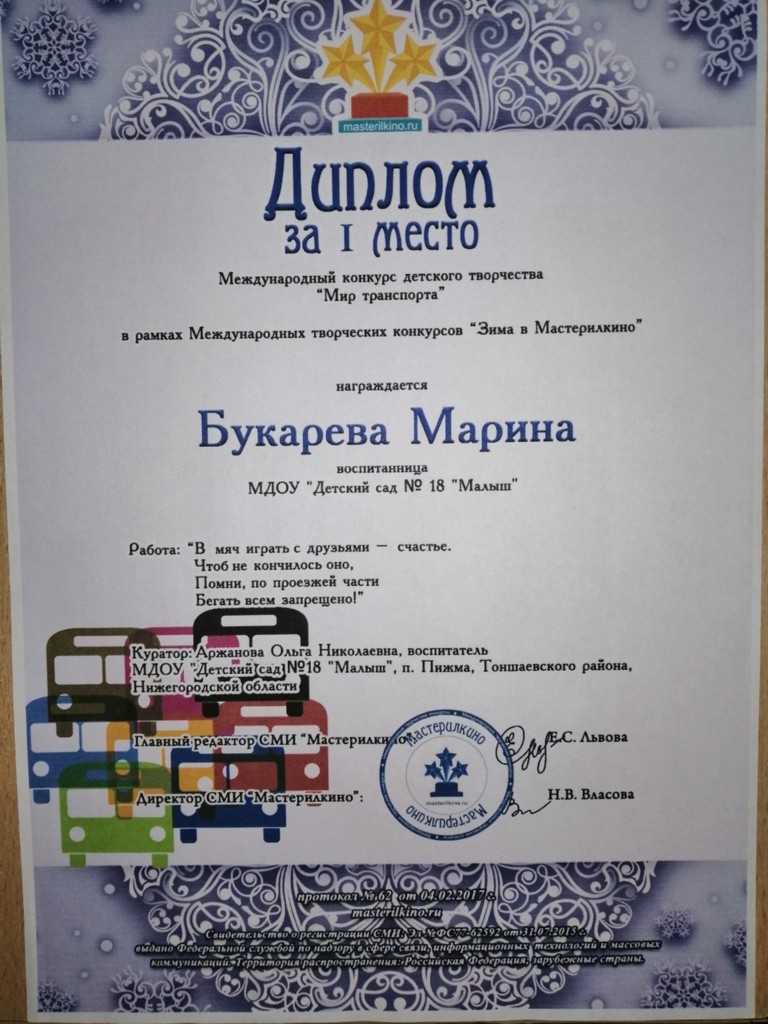 masterilkino.ru
Диплом
за I место
Международный конкурс детского творчества
“Мир транспорта”
в рамках Международных творческих конкурсов “Зима в Мастерилкино”
награждается
Букарева Марина
воспитанница
МДОУ "Детский сад № 18 "Малыш"
Работа: “В мяч играть с друзьями — счастье.
Чтоб не кончилось оно,
Помни, по проезжей части
Бегать всем запрещено!”
Куратор: Аржанова Ольга Николаевна, воспитатель
МДОУ "Детский сад №18 "Малыш", п. Пижма, Тоншаевского района,
Нижегородской области
Главный редактор СМИ “Мастерилкино”
Е.С. Львова
Мастерилкино
masterilkino.ru
Мастерилкино
Директор СМИ “Мастерилкино”:
Н.В. Власова
протокол № 62 от 04.02.2017 г.
masterilkino.ru
Свидетельство о регистрации СМИ: Эл №ФС77-62592 от 31.07.2015 г.
выдано Федеральной службой по надзору в сфере связи, информационных технологий и массовых
коммуникаций. Территория распространения: Российская Федерация, зарубежные страны.